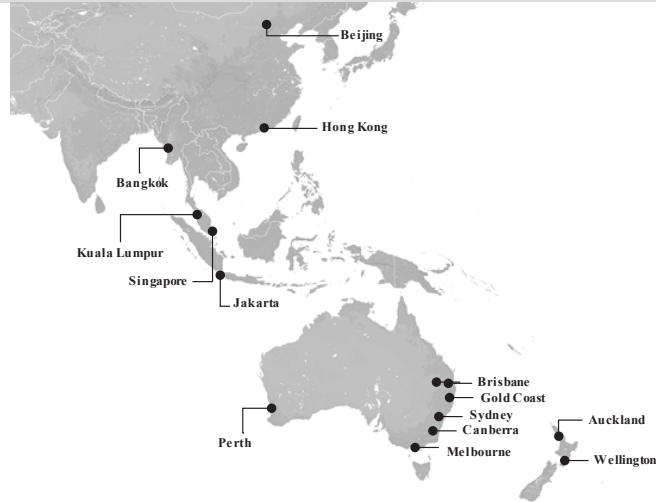 Beijing
Hong Kong
Bangkok
Kuala Lumpur
Singapore
Jakarta
Brisbane
Gold Coast
Sydney
Auckland
Canberra
Perth
Melbourne
Wellington